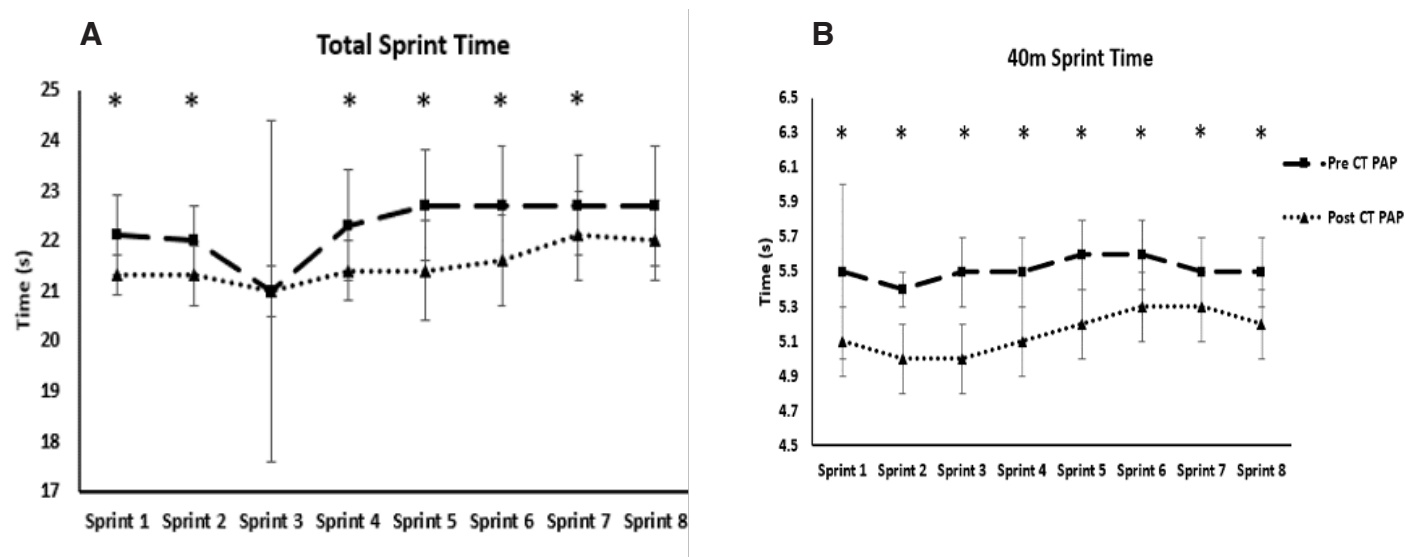 A
Total Sprint Time
25
24
23
22
21
20
19
18
17
Time (s)
* * * * * *
Sprint 1 Sprint 2 Sprint 3 Sprint 4 Sprint 5 Sprint 6 Sprint 7 Sprint 8
B
40m Sprint Time
6.5
6.3
6.1
5.9
5.7
5.5
5.3
5.1
4.9
4.7
4.5
Time (s)
* * * * * * * *
Sprint 1 Sprint 2 Sprint 3 Sprint 4 Sprint 5 Sprint 6 Sprint 7 Sprint 8
Pre CT PAP
Post CT PAP